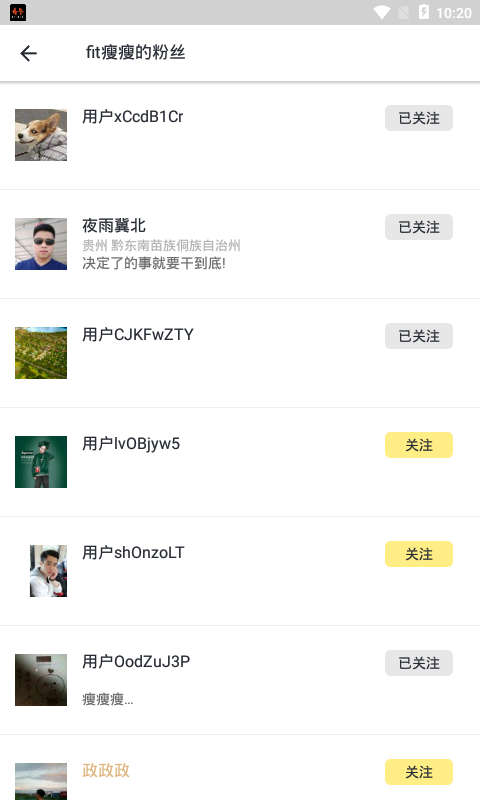 10:20
fit瘦瘦的粉丝
用户xCcdB1Cr
已关注
夜雨冀北
已关注
贵州 黔东南苗族侗族自治州
决定了的事就要干到底!
用户CJKFwZTY
已关注
用户lvOBjyw5
关注
用户shOnzoLT
关注
用户OodZuJ3P
已关注
瘦瘦瘦...
政政政
关注